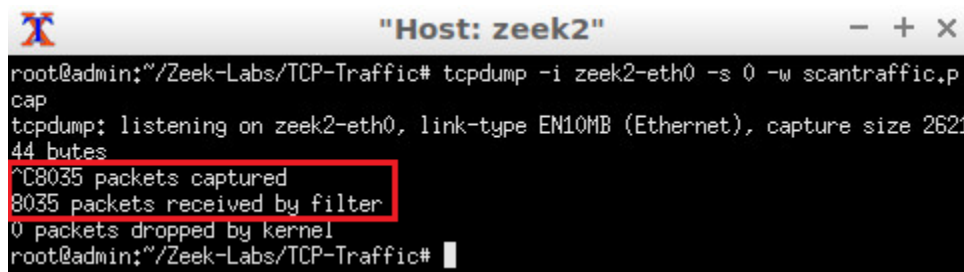 "Host: zeek2"
root@admin:~/Zeek-Labs/TCP-Traffic# tcpdump -i zeek2-eth0 -s 0 -w scantraffic.p
cap
tcpdump: listening on zeek2-eth0, link-type EN10MB (Ethernet), capture size 2621
44 bytes
^C8035 packets captured
8035 packets received by filter
0 packets dropped by kernel
root@admin:~/Zeek-Labs/TCP-Traffic#